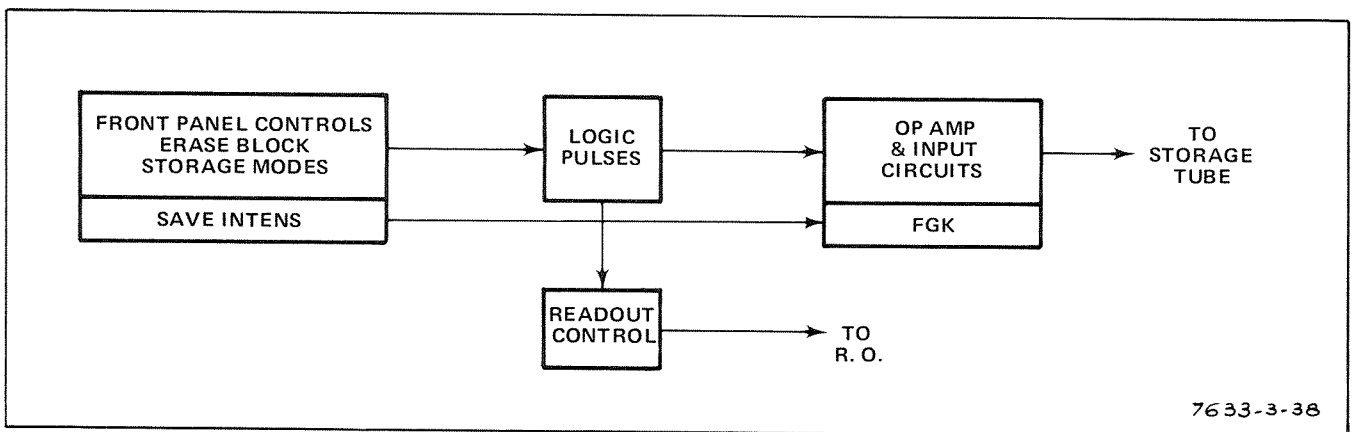 FRONT PANEL CONTROLS
ERASE BLOCK
STORAGE MODES
SAVE INTENS
LOGIC
PULSES
OP AMP
& INPUT
CIRCUITS
FGK
TO
STORAGE
TUBE
READOUT
CONTROL
TO
R. O.
7633-3-38